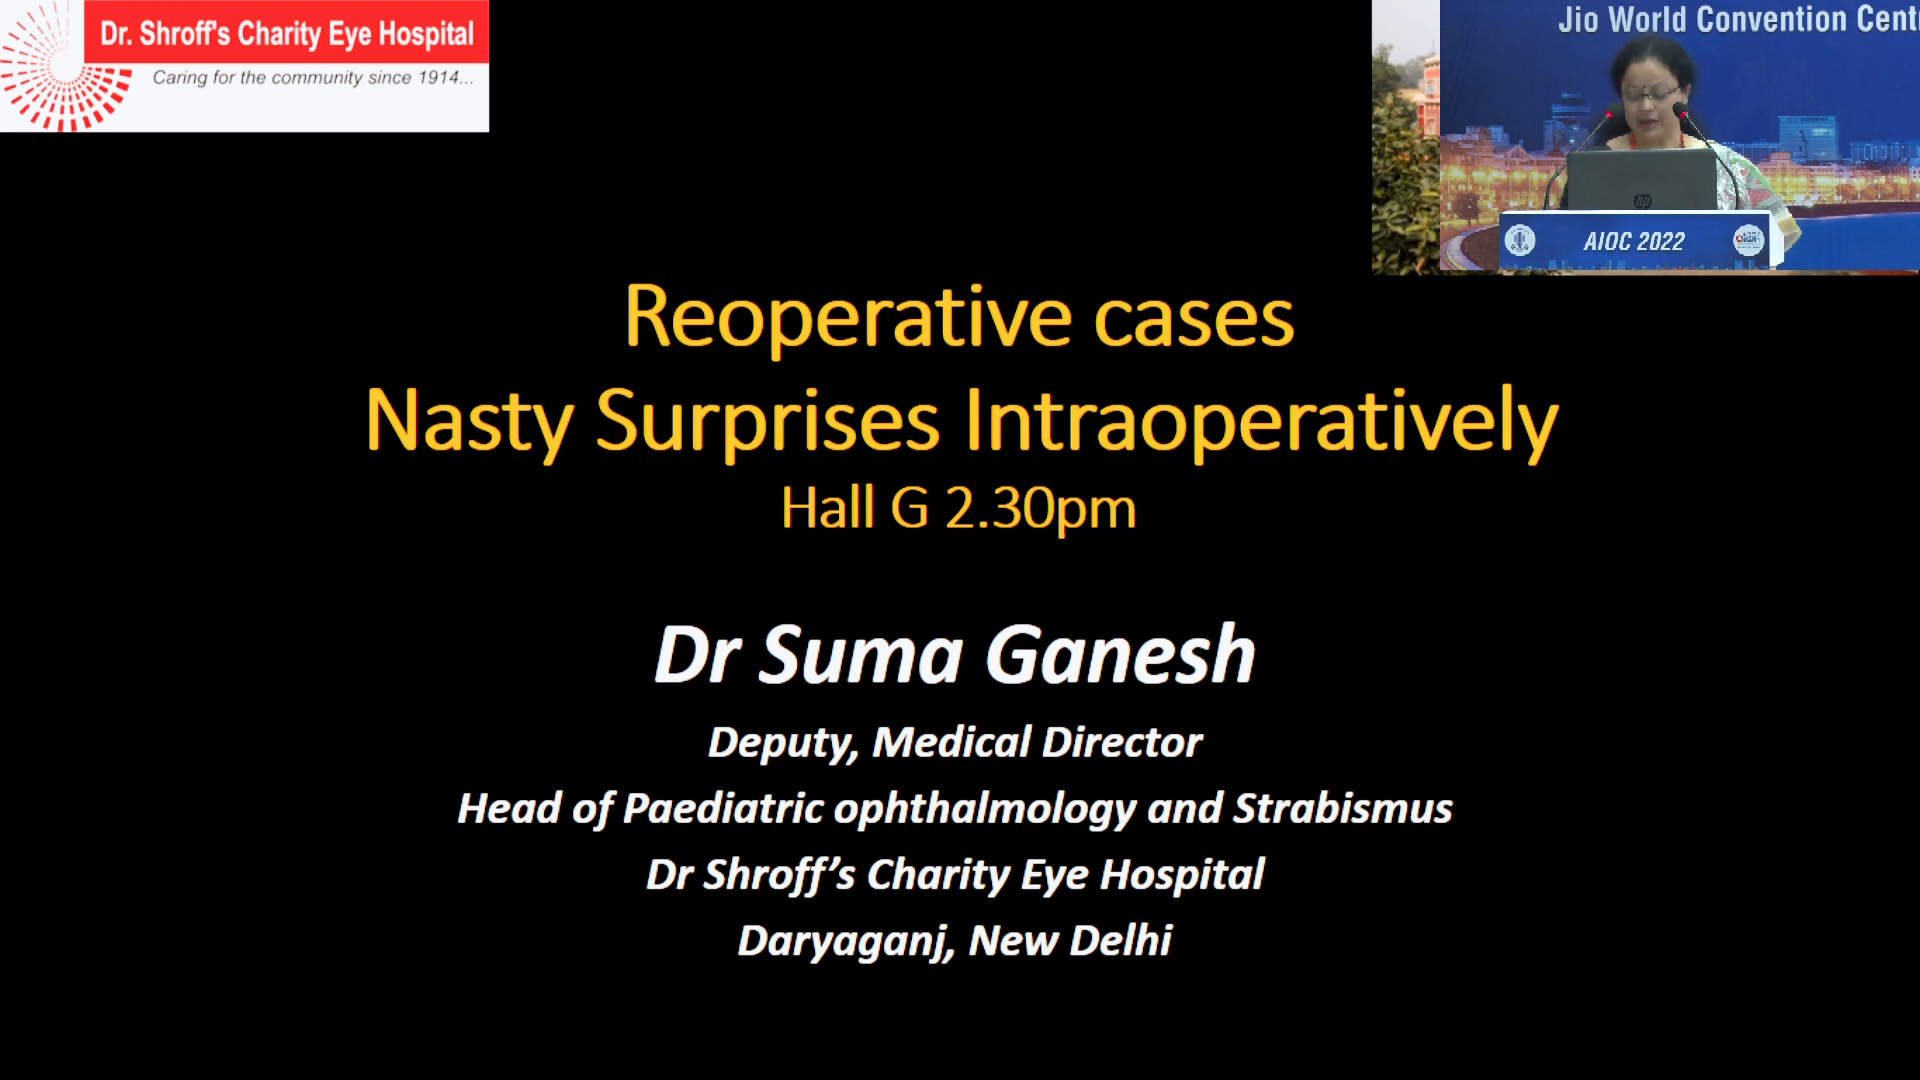 Dr. Shroff's Charity Eye Hospital
Caring for the community since 1914...
Jio World Convention Cent
hp
AIOC 2022
Reoperative cases
Nasty Surprises Intraoperatively
Hall G 2.30pm
Dr Suma Ganesh
Deputy, Medical Director
Head of Paediatric ophthalmology and Strabismus
Dr Shroff’s Charity Eye Hospital
Daryaganj, New Delhi